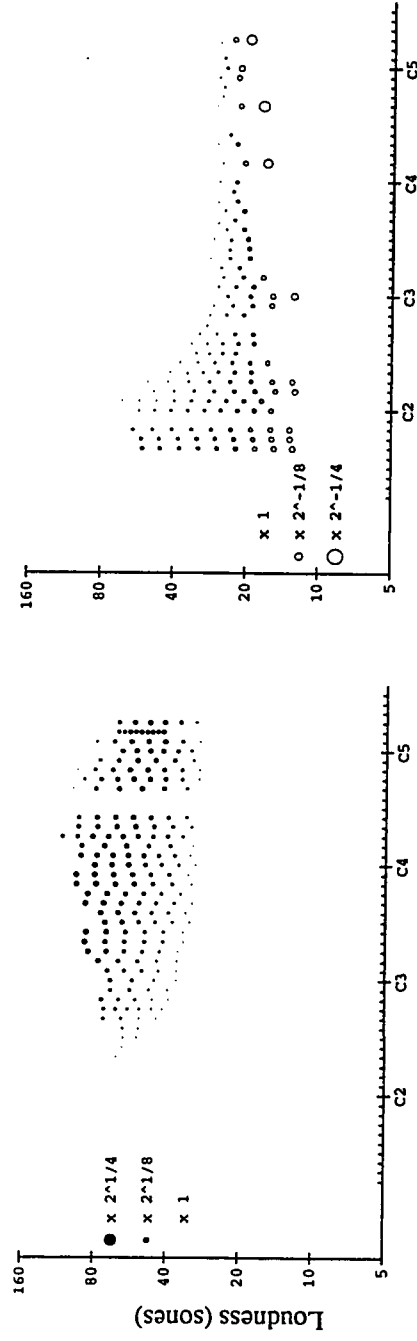 Loudness (sones)
160
80
40
20
10
5
x 2^1/4
x 2^1/8
x 1
C2
C3
C4
C5
160
80
40
20
10
5
x 1
x 2^-1/8
x 2^-1/4
C2
C3
C4
C5